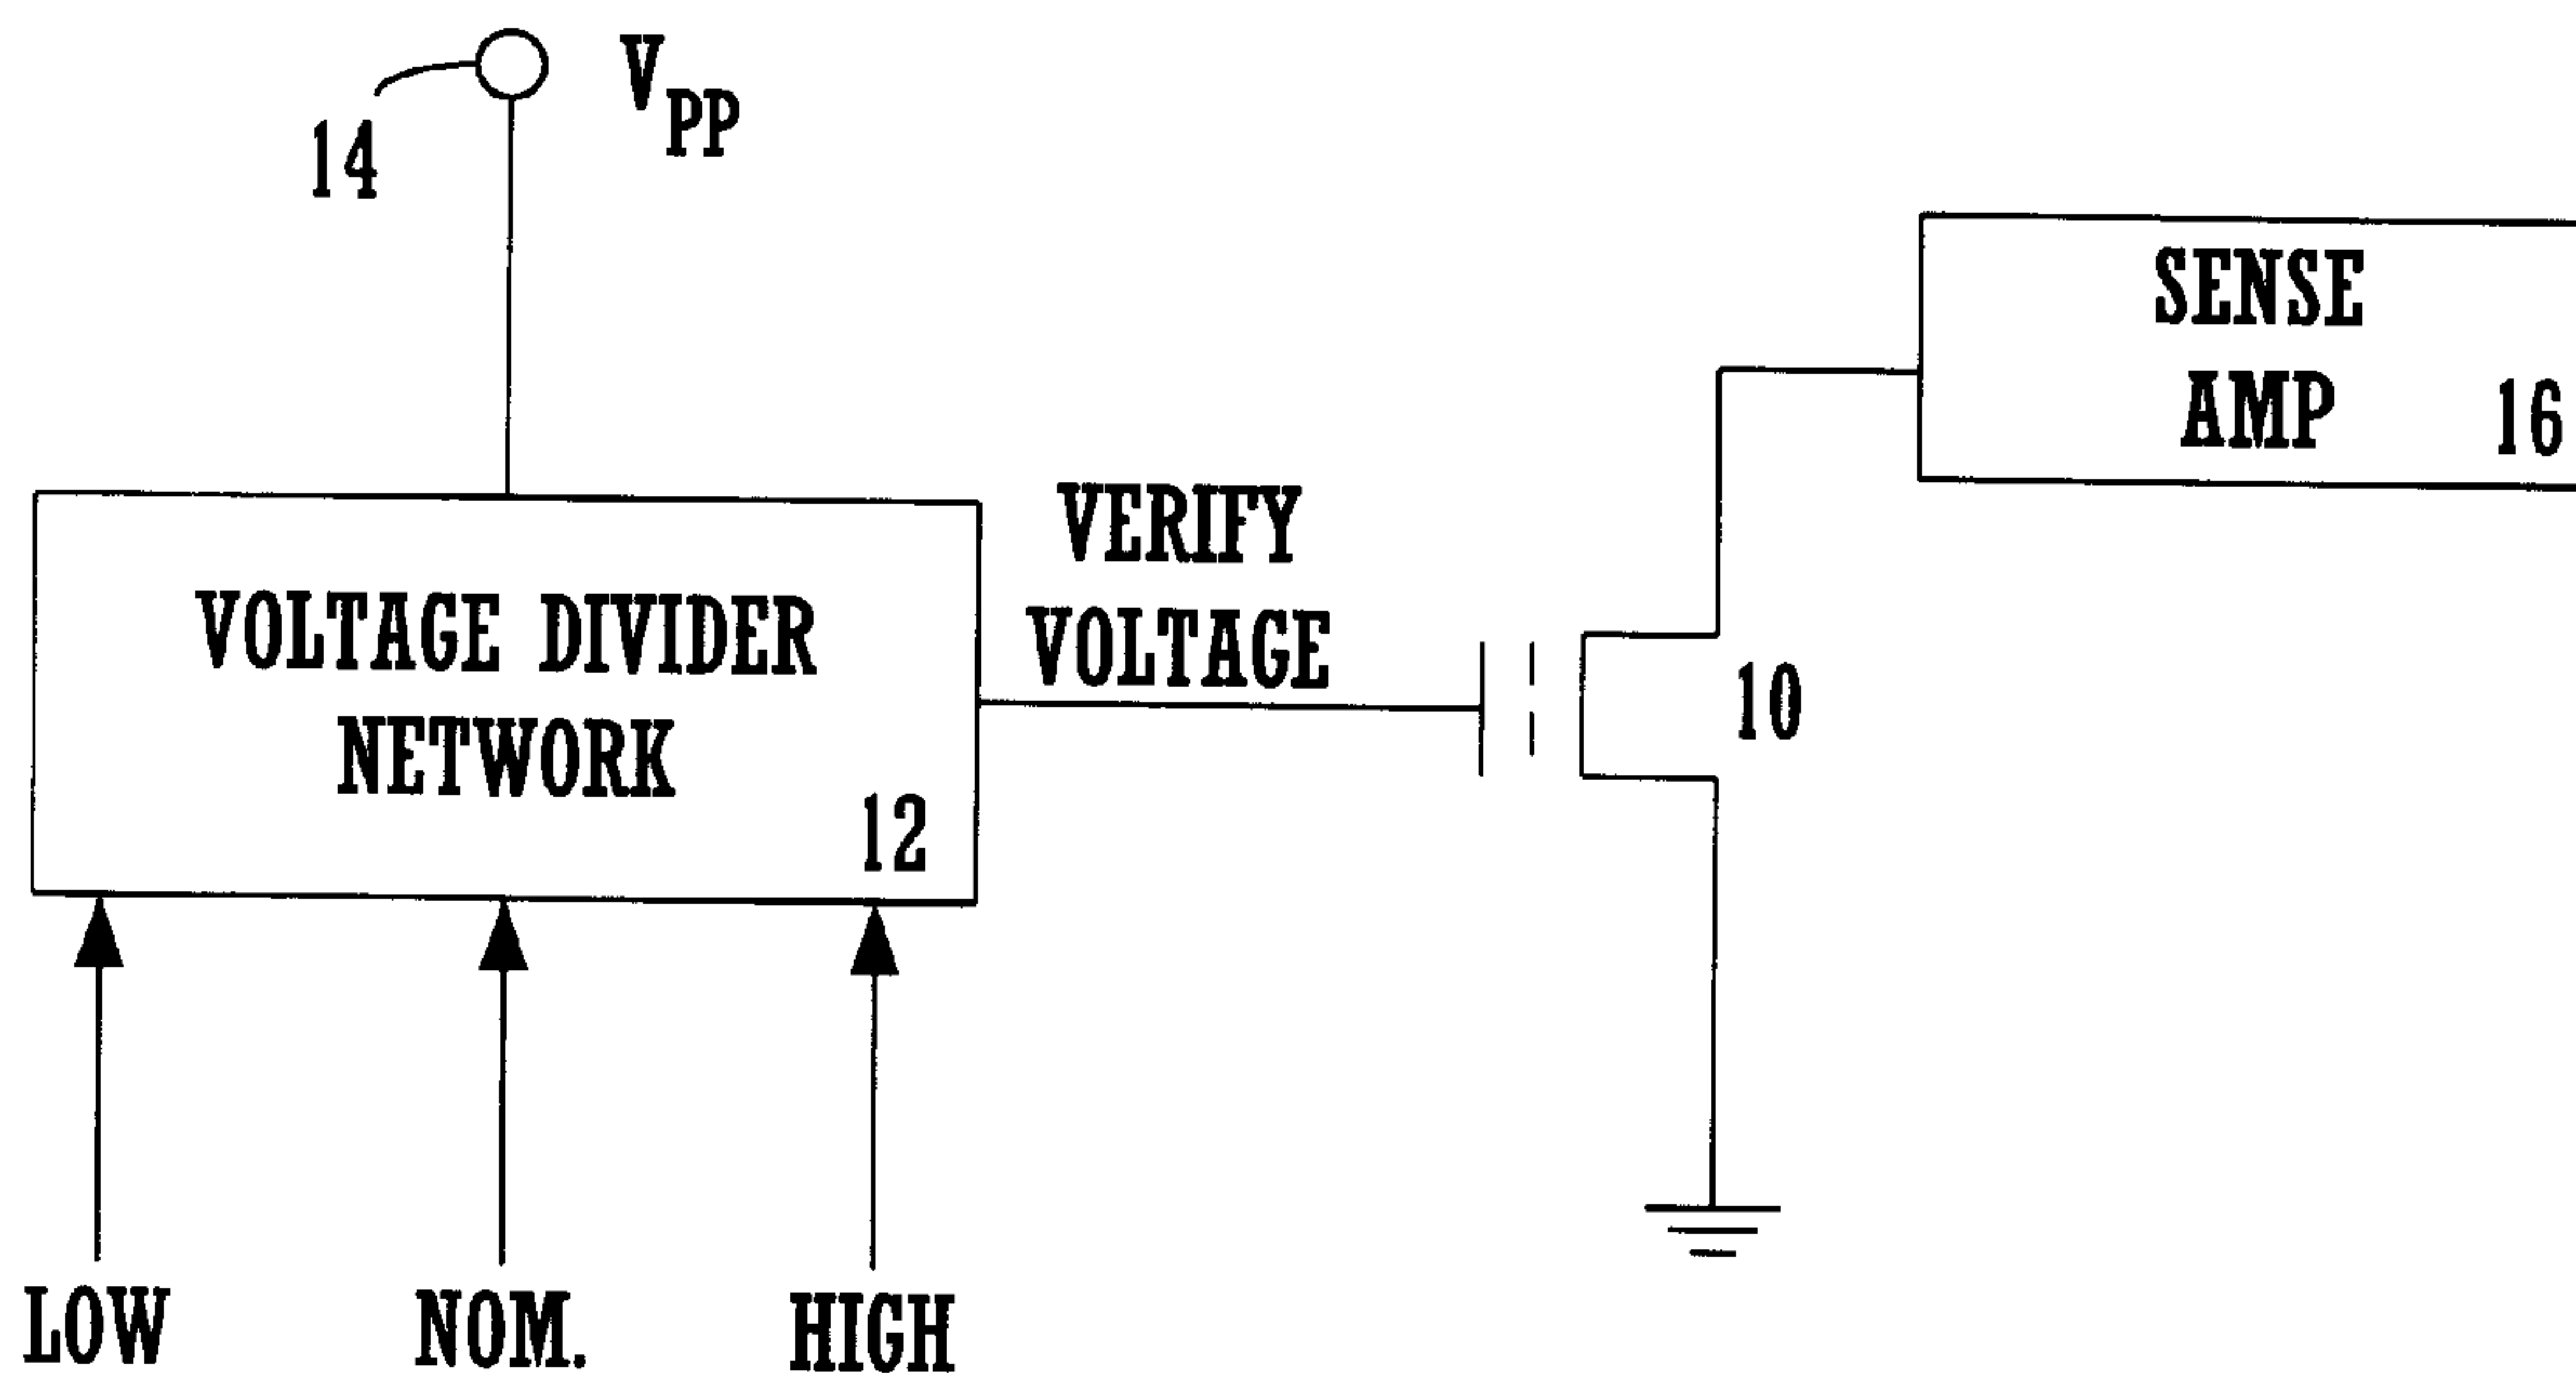 14
V_PP
SENSE
AMP
16
VERIFY
VOLTAGE
VOLTAGE DIVIDER
NETWORK
12
10
LOW
NOM.
HIGH